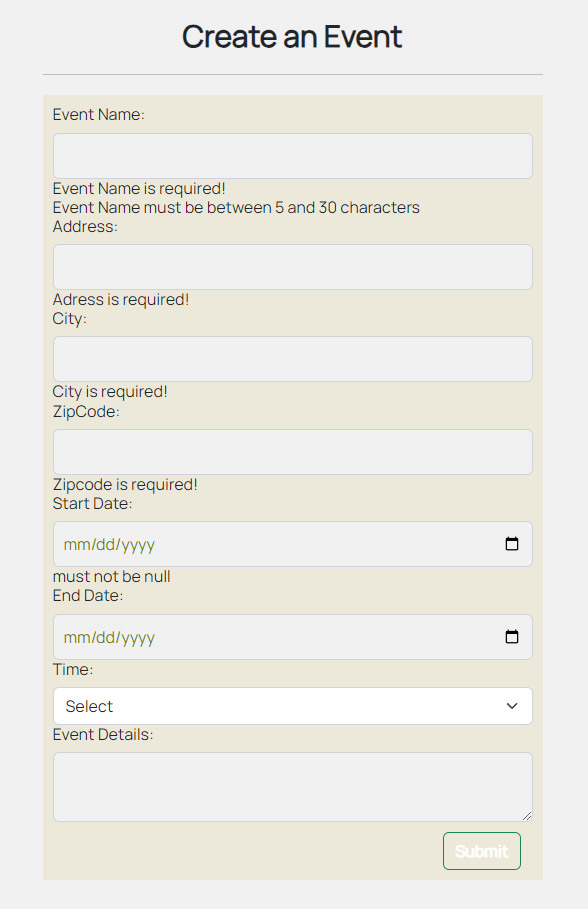 Create an Event
Event Name:
Event Name is required!
Event Name must be between 5 and 30 characters
Address:
Adress is required!
City:
City is required!
ZipCode:
Zipcode is required!
Start Date:
mm/dd/yyyy
must not be null
End Date:
mm/dd/yyyy
Time:
Select
Event Details:
Submit